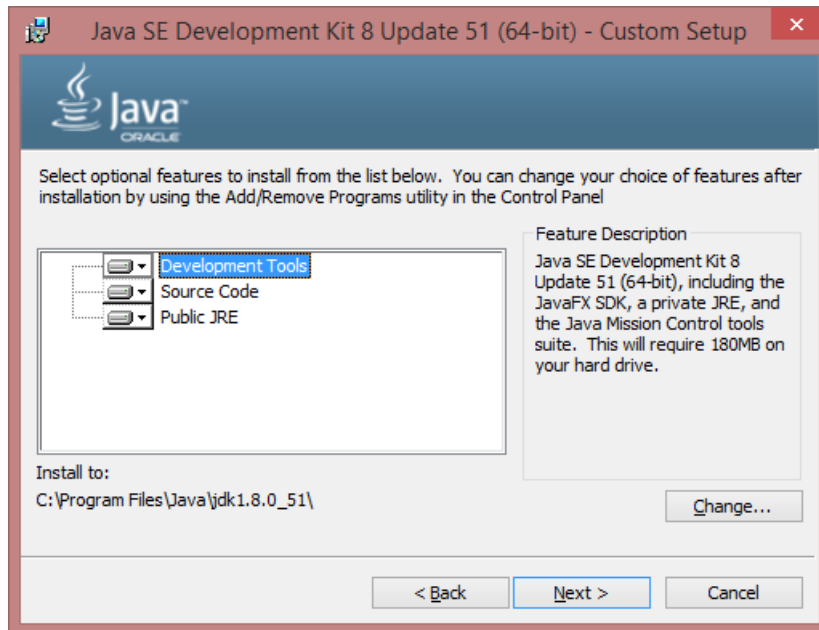 Java SE Development Kit 8 Update 51 (64-bit) - Custom Setup
Java™
ORACLE
Select optional features to install from the list below.  You can change your choice of features after
installation by using the Add/Remove Programs utility in the Control Panel
Development Tools
Source Code
Public JRE
Feature Description
Java SE Development Kit 8
Update 51 (64-bit), including the
JavaFX SDK, a private JRE, and
the Java Mission Control tools
suite.  This will require 180MB on
your hard drive.
Install to:
C:\Program Files\Java\jdk1.8.0_51\
Change...
< Back
Next >
Cancel